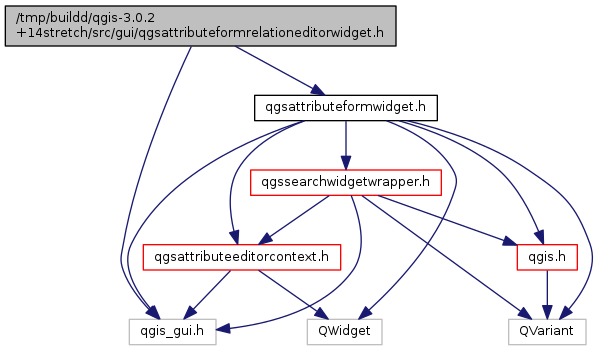 /tmp/buildd/qgis-3.0.2
+14stretch/src/gui/qgsattributeformrelationeditorwidget.h
qgsattributeformwidget.h
qgssearchwidgetwrapper.h
qgsattributeeditorcontext.h
qgis.h
qgis_gui.h
QWidget
QVariant